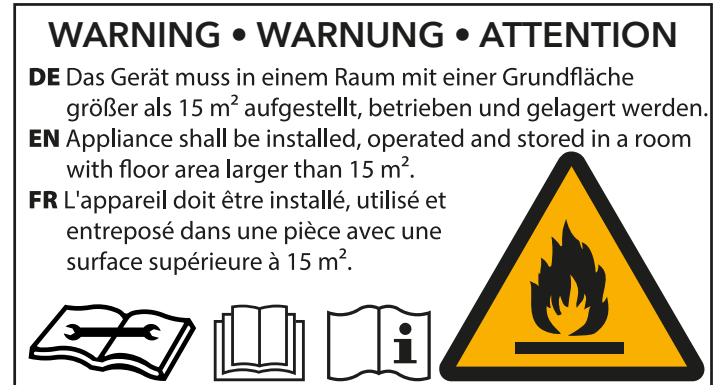 WARNING • WARNUNG • ATTENTION
DE Das Gerät muss in einem Raum mit einer Grundfläche
größer als 15 m² aufgestellt, betrieben und gelagert werden.
EN Appliance shall be installed, operated and stored in a room
with floor area larger than 15 m².
FR L'appareil doit être installé, utilisé et
entreposé dans une pièce avec une
surface supérieure à 15 m².
i